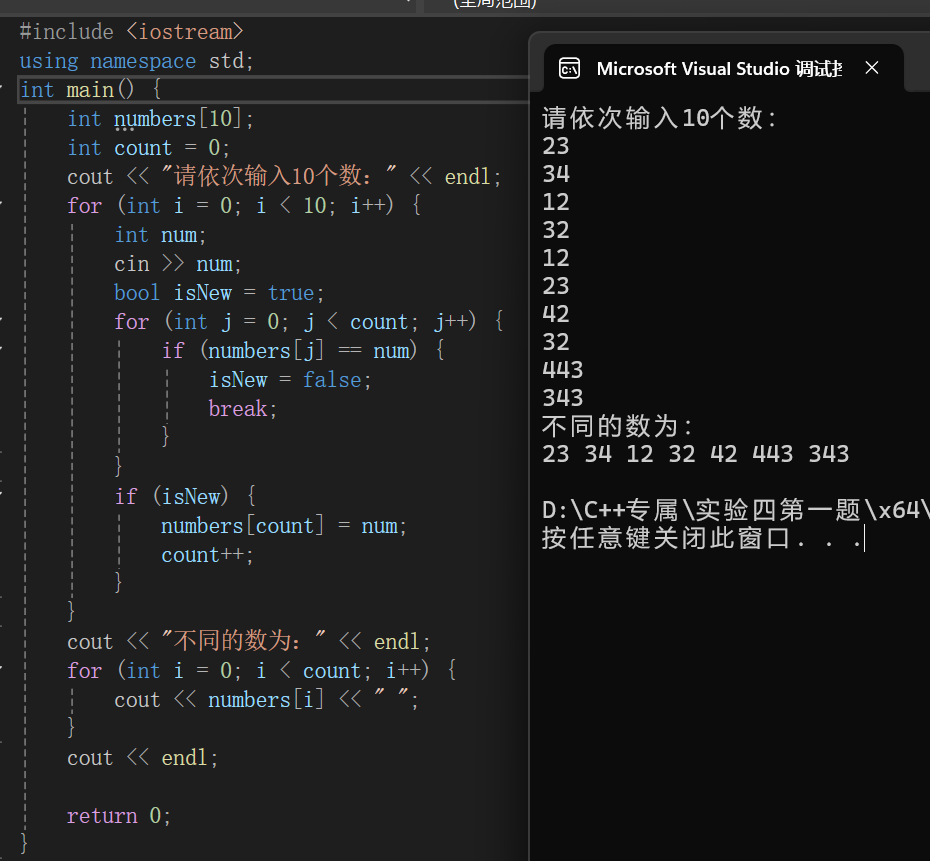 (全局范围)
#include <iostream>
using namespace std;
int main() {
int numbers[10];
int count = 0;
cout << "请依次输入10个数：" << endl;
for (int i = 0; i < 10; i++) {
int num;
cin >> num;
bool isNew = true;
for (int j = 0; j < count; j++) {
if (numbers[j] == num) {
isNew = false;
break;
}
}
if (isNew) {
numbers[count] = num;
count++;
}
}
cout << "不同的数为：" << endl;
for (int i = 0; i < count; i++) {
cout << numbers[i] << " ";
}
cout << endl;
return 0;
}
Microsoft Visual Studio 调试
请依次输入10个数：
23
34
12
32
12
23
42
32
443
343
不同的数为：
23 34 12 32 42 443 343
D:\C++专属\实验四第一题\x64\
按任意键关闭此窗口. . .